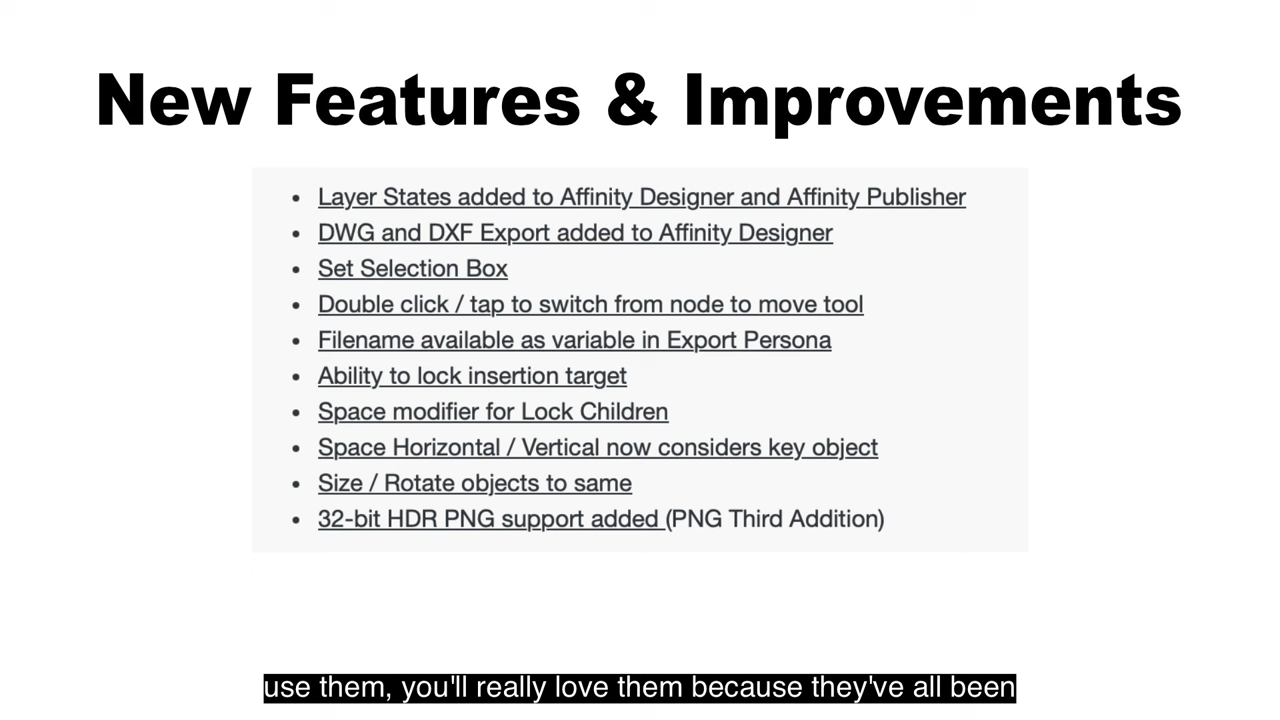 New Features & Improvements
• Layer States added to Affinity Designer and Affinity Publisher
• DWG and DXF Export added to Affinity Designer
• Set Selection Box
• Double click / tap to switch from node to move tool
• Filename available as variable in Export Persona
• Ability to lock insertion target
• Space modifier for Lock Children
• Space Horizontal / Vertical now considers key object
• Size / Rotate objects to same
• 32-bit HDR PNG support added (PNG Third Addition)
use them, you'll really love them because they've all been